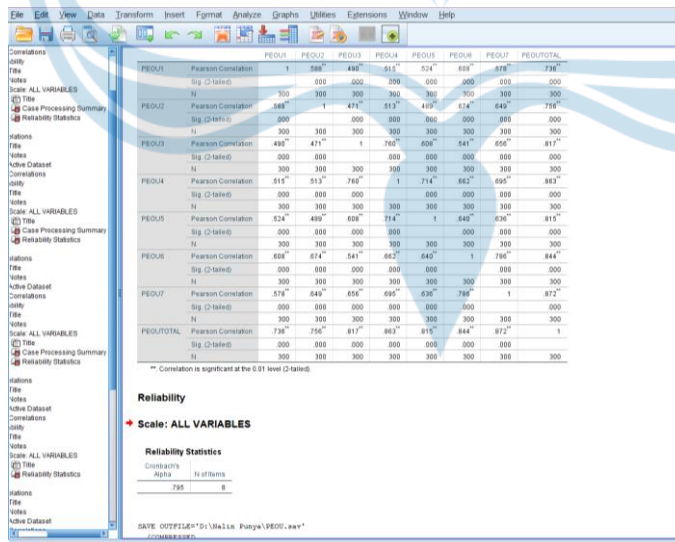 File Edit View Data Transform Insert Format Analyze Graphs Utilities Extensions Window Help
Correlations
Title
Notes
Scale: ALL VARIABLES
Title
Case Processing Summary
Reliability Statistics
Title
Notes
Active Dataset
Correlations
Title
Notes
Scale: ALL VARIABLES
Title
Case Processing Summary
Reliability Statistics
Title
Notes
Active Dataset
Correlations
Title
Notes
Scale: ALL VARIABLES
Title
Case Processing Summary
Reliability Statistics
Title
Notes
Active Dataset
Correlations
Title
Notes
Scale: ALL VARIABLES
Title
Reliability Statistics
Title
Notes
Active Dataset
PEOU1 PEOU2 PEOU3 PEOU4 PEOU5 PEOU6 PEOU7 PEOUTOTAL
PEOU1 Pearson Correlation 1 .588** .490** .515** .524** .608** .578** .736**
Sig. (2-tailed) .000 .000 .000 .000 .000 .000 .000
N 300 300 300 300 300 300 300 300
PEOU2 Pearson Correlation .588** 1 .471** .513** .489** .674** .649** .756**
Sig. (2-tailed) .000 .000 .000 .000 .000 .000 .000
N 300 300 300 300 300 300 300 300
PEOU3 Pearson Correlation .490** .471** 1 .760** .608** .541** .656** .817**
Sig. (2-tailed) .000 .000 .000 .000 .000 .000 .000
N 300 300 300 300 300 300 300 300
PEOU4 Pearson Correlation .515** .513** .760** 1 .714** .662** .695** .863**
Sig. (2-tailed) .000 .000 .000 .000 .000 .000 .000
N 300 300 300 300 300 300 300 300
PEOU5 Pearson Correlation .524** .489** .608** .714** 1 .640** .636** .815**
Sig. (2-tailed) .000 .000 .000 .000 .000 .000 .000
N 300 300 300 300 300 300 300 300
PEOU6 Pearson Correlation .608** .674** .541** .662** .640** 1 .786** .844**
Sig. (2-tailed) .000 .000 .000 .000 .000 .000 .000
N 300 300 300 300 300 300 300 300
PEOU7 Pearson Correlation .578** .649** .656** .695** .636** .786** 1 .872**
Sig. (2-tailed) .000 .000 .000 .000 .000 .000 .000
N 300 300 300 300 300 300 300 300
PEOUTOTAL Pearson Correlation .736** .756** .817** .863** .815** .844** .872** 1
Sig. (2-tailed) .000 .000 .000 .000 .000 .000 .000
N 300 300 300 300 300 300 300 300
**. Correlation is significant at the 0.01 level (2-tailed).
Reliability
Scale: ALL VARIABLES
Reliability Statistics
Cronbach's
Alpha N of Items
.795 8
SAVE OUTFILE='D:\Nalin Punya\PEOU.sav'
/COMPRESSED